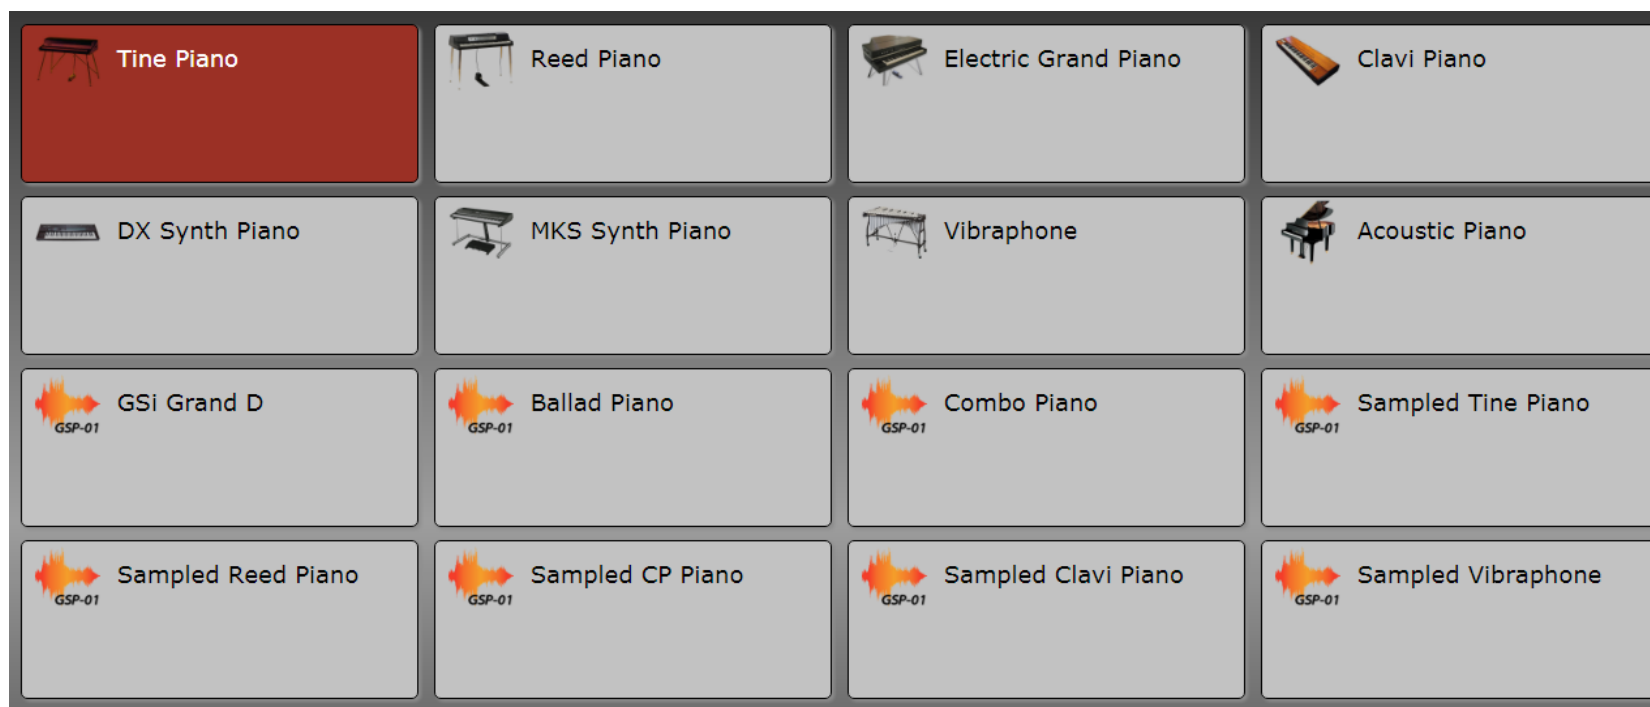 Tine Piano
Reed Piano
Electric Grand Piano
Clavi Piano
DX Synth Piano
MKS Synth Piano
Vibraphone
Acoustic Piano
GSP-01
GSi Grand D
GSP-01
Ballad Piano
GSP-01
Combo Piano
GSP-01
Sampled Tine Piano
GSP-01
Sampled Reed Piano
GSP-01
Sampled CP Piano
GSP-01
Sampled Clavi Piano
GSP-01
Sampled Vibraphone